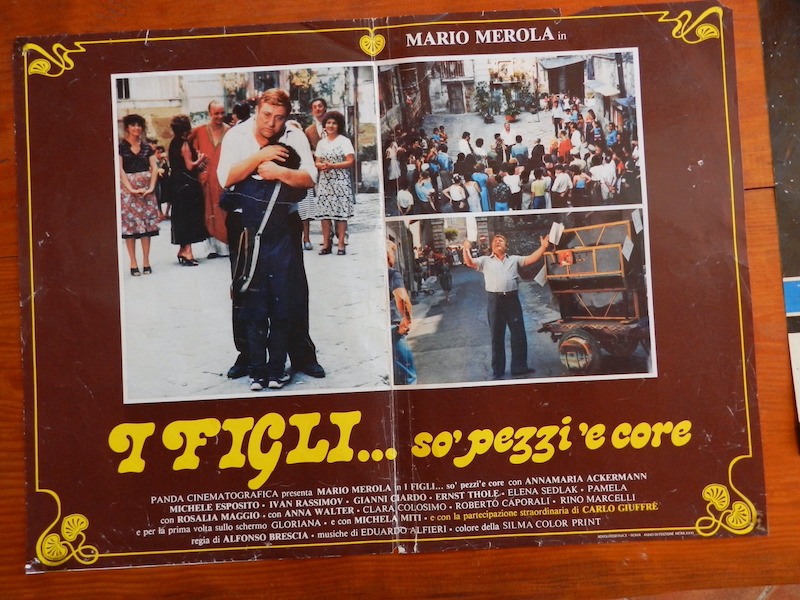 MARIO MEROLA in
I FIGLI... so' pezzi 'e core
PANDA CINEMATOGRAFICA presenta MARIO MEROLA in I FIGLI... so' pezzi'e core con ANNAMARIA ACKERMANN
MICHELE ESPOSITO • IVAN RASSIMOV • GIANNI CIARDO • ERNST THOLE • ELENA SEDLAK • PAMELA
con ROSALIA MAGGIO • con ANNA WALTER • CLARA COLOSIMO • ROBERTO CAPORALI • RINO MARCELLI
e per la prima volta sullo schermo GLORIANA • e con MICHELA MITI • e con la partecipazione straordinaria di CARLO GIUFFRÈ
regia di ALFONSO BRESCIA • musiche di EDUARDO ALFIERI • colore della SILMA COLOR PRINT